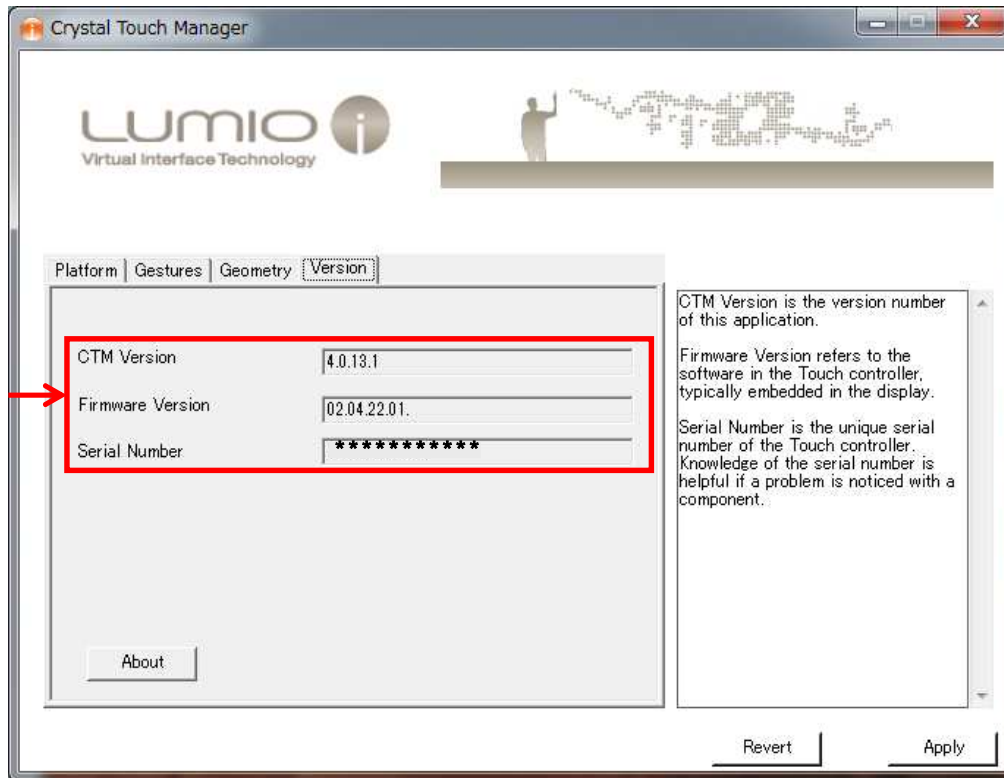 Crystal Touch Manager
LUMIO i
Virtual Interface Technology
Platform Gestures Geometry Version
CTM Version 4.0.13.1
Firmware Version 02.04.22.01.
Serial Number ***********
About
CTM Version is the version number
of this application.
Firmware Version refers to the
software in the Touch controller,
typically embedded in the display.
Serial Number is the unique serial
number of the Touch controller.
Knowledge of the serial number is
helpful if a problem is noticed with a
component.
Revert Apply